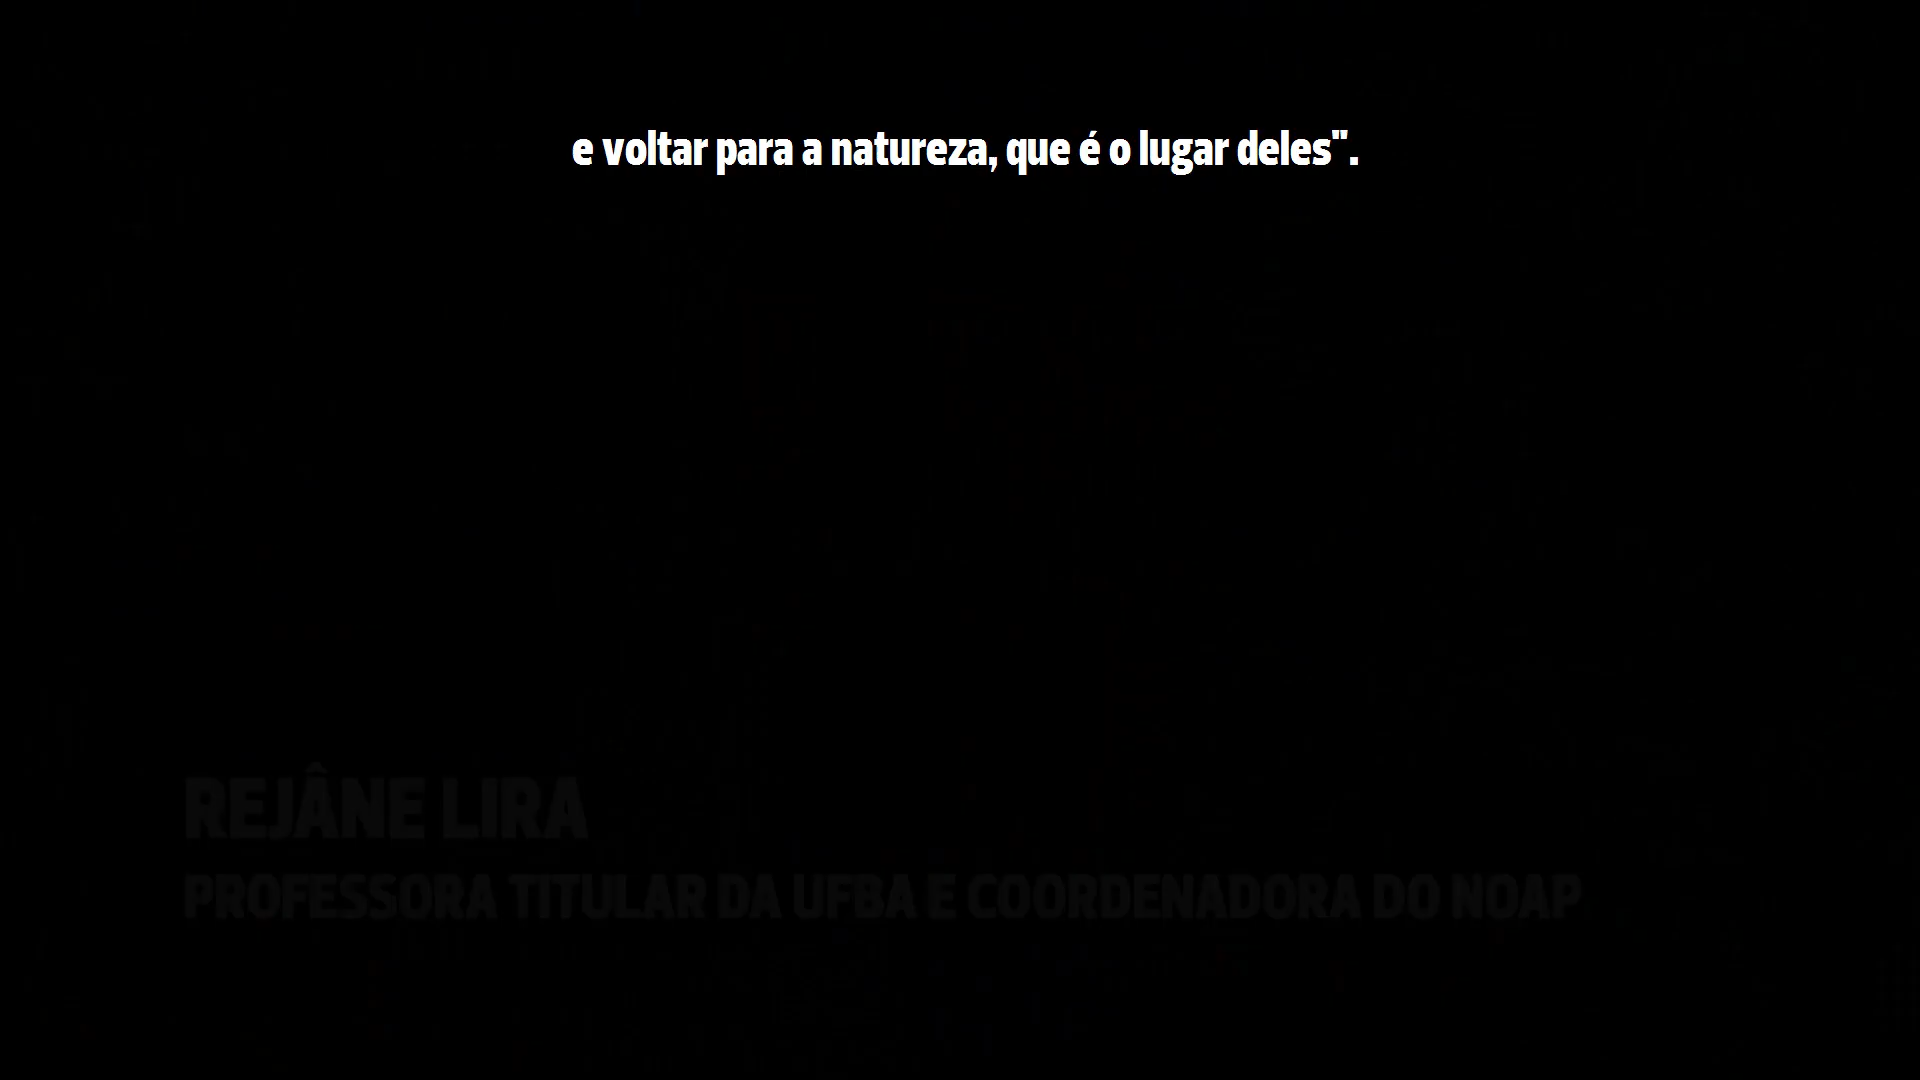 e voltar para a natureza, que é o lugar deles".
REJÂNE LIRA
PROFESSORA TITULAR DA UFBA E COORDENADORA DO NOAP